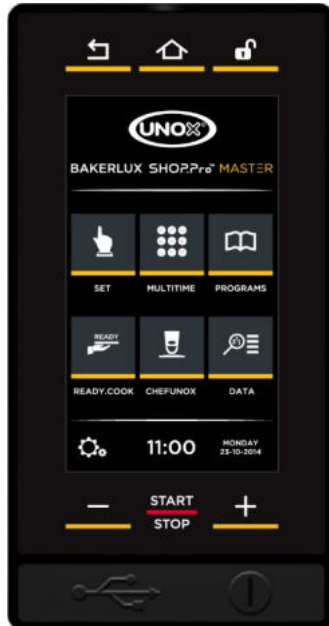 UNOX®
BAKERLUX SHOP.Pro™ MASTER
SET MULTITIME PROGRAMS
READY
READY.COOK CHEFUNOX DATA
11:00 MONDAY
23-10-2014
− START +
STOP